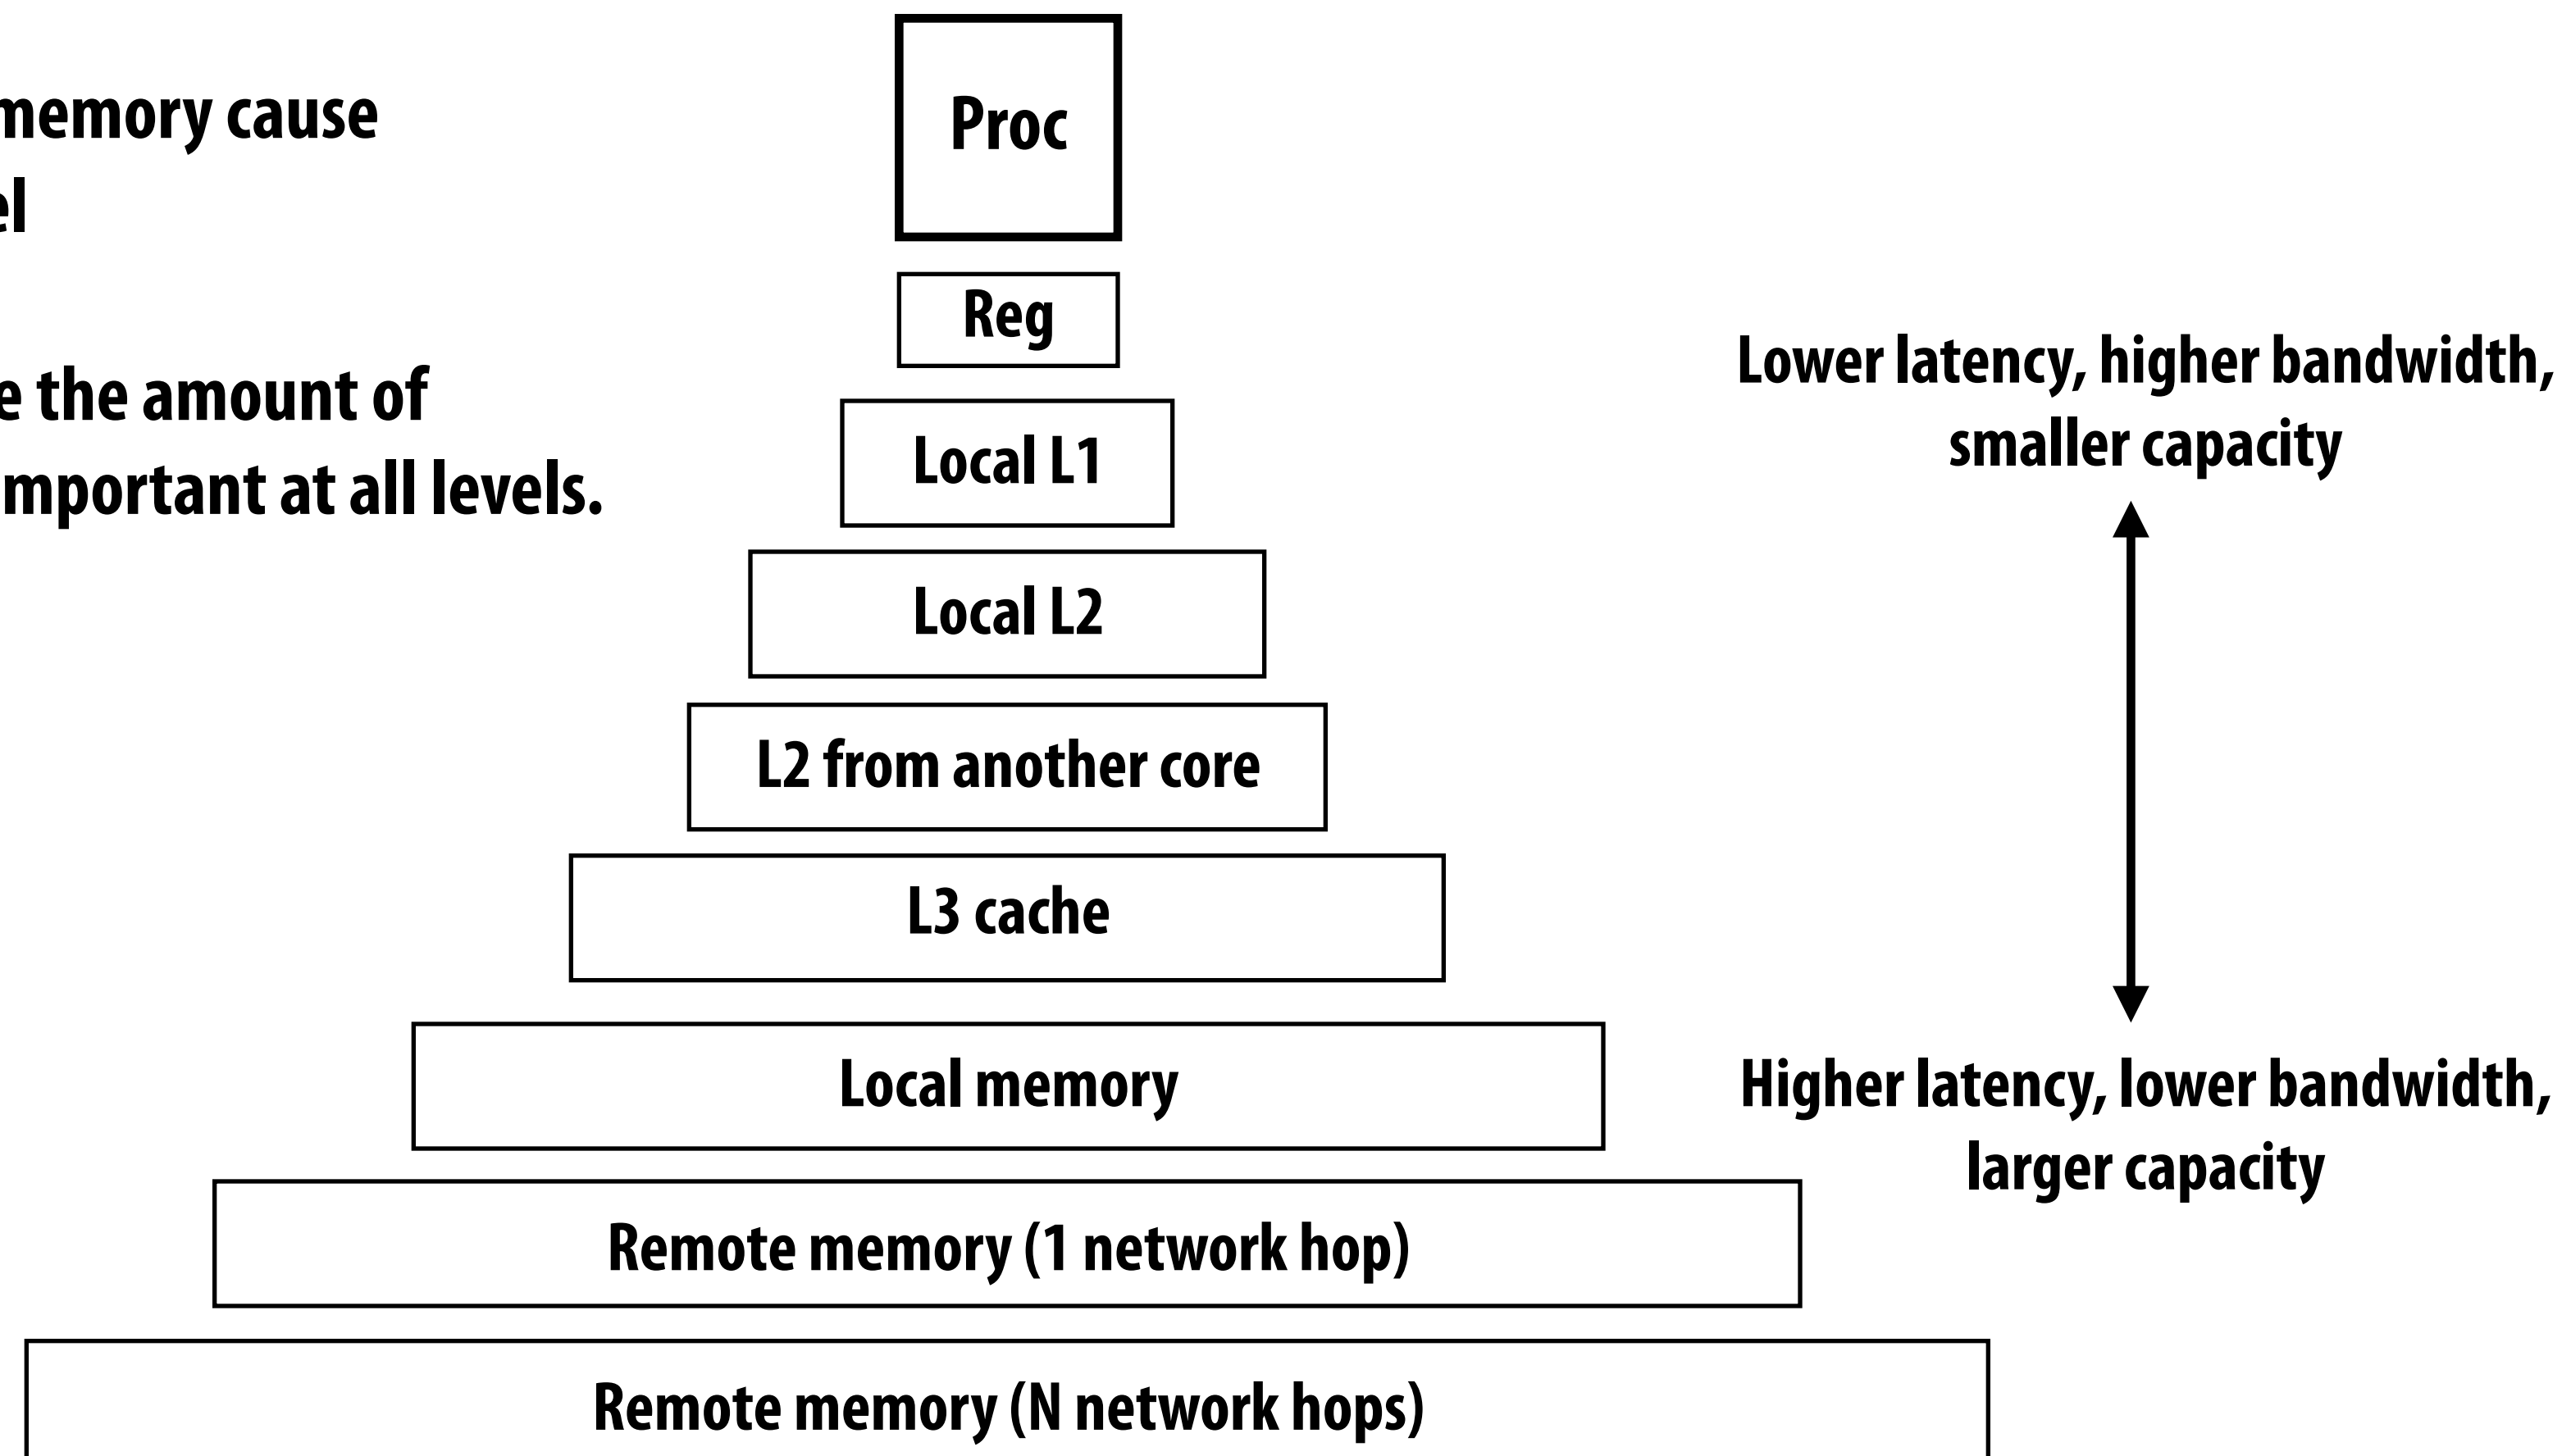 memory cause
el
e the amount of
mportant at all levels.
Proc
Reg
Local L1
Local L2
L2 from another core
L3 cache
Local memory
Remote memory (1 network hop)
Remote memory (N network hops)
Lower latency, higher bandwidth,
smaller capacity
Higher latency, lower bandwidth,
larger capacity